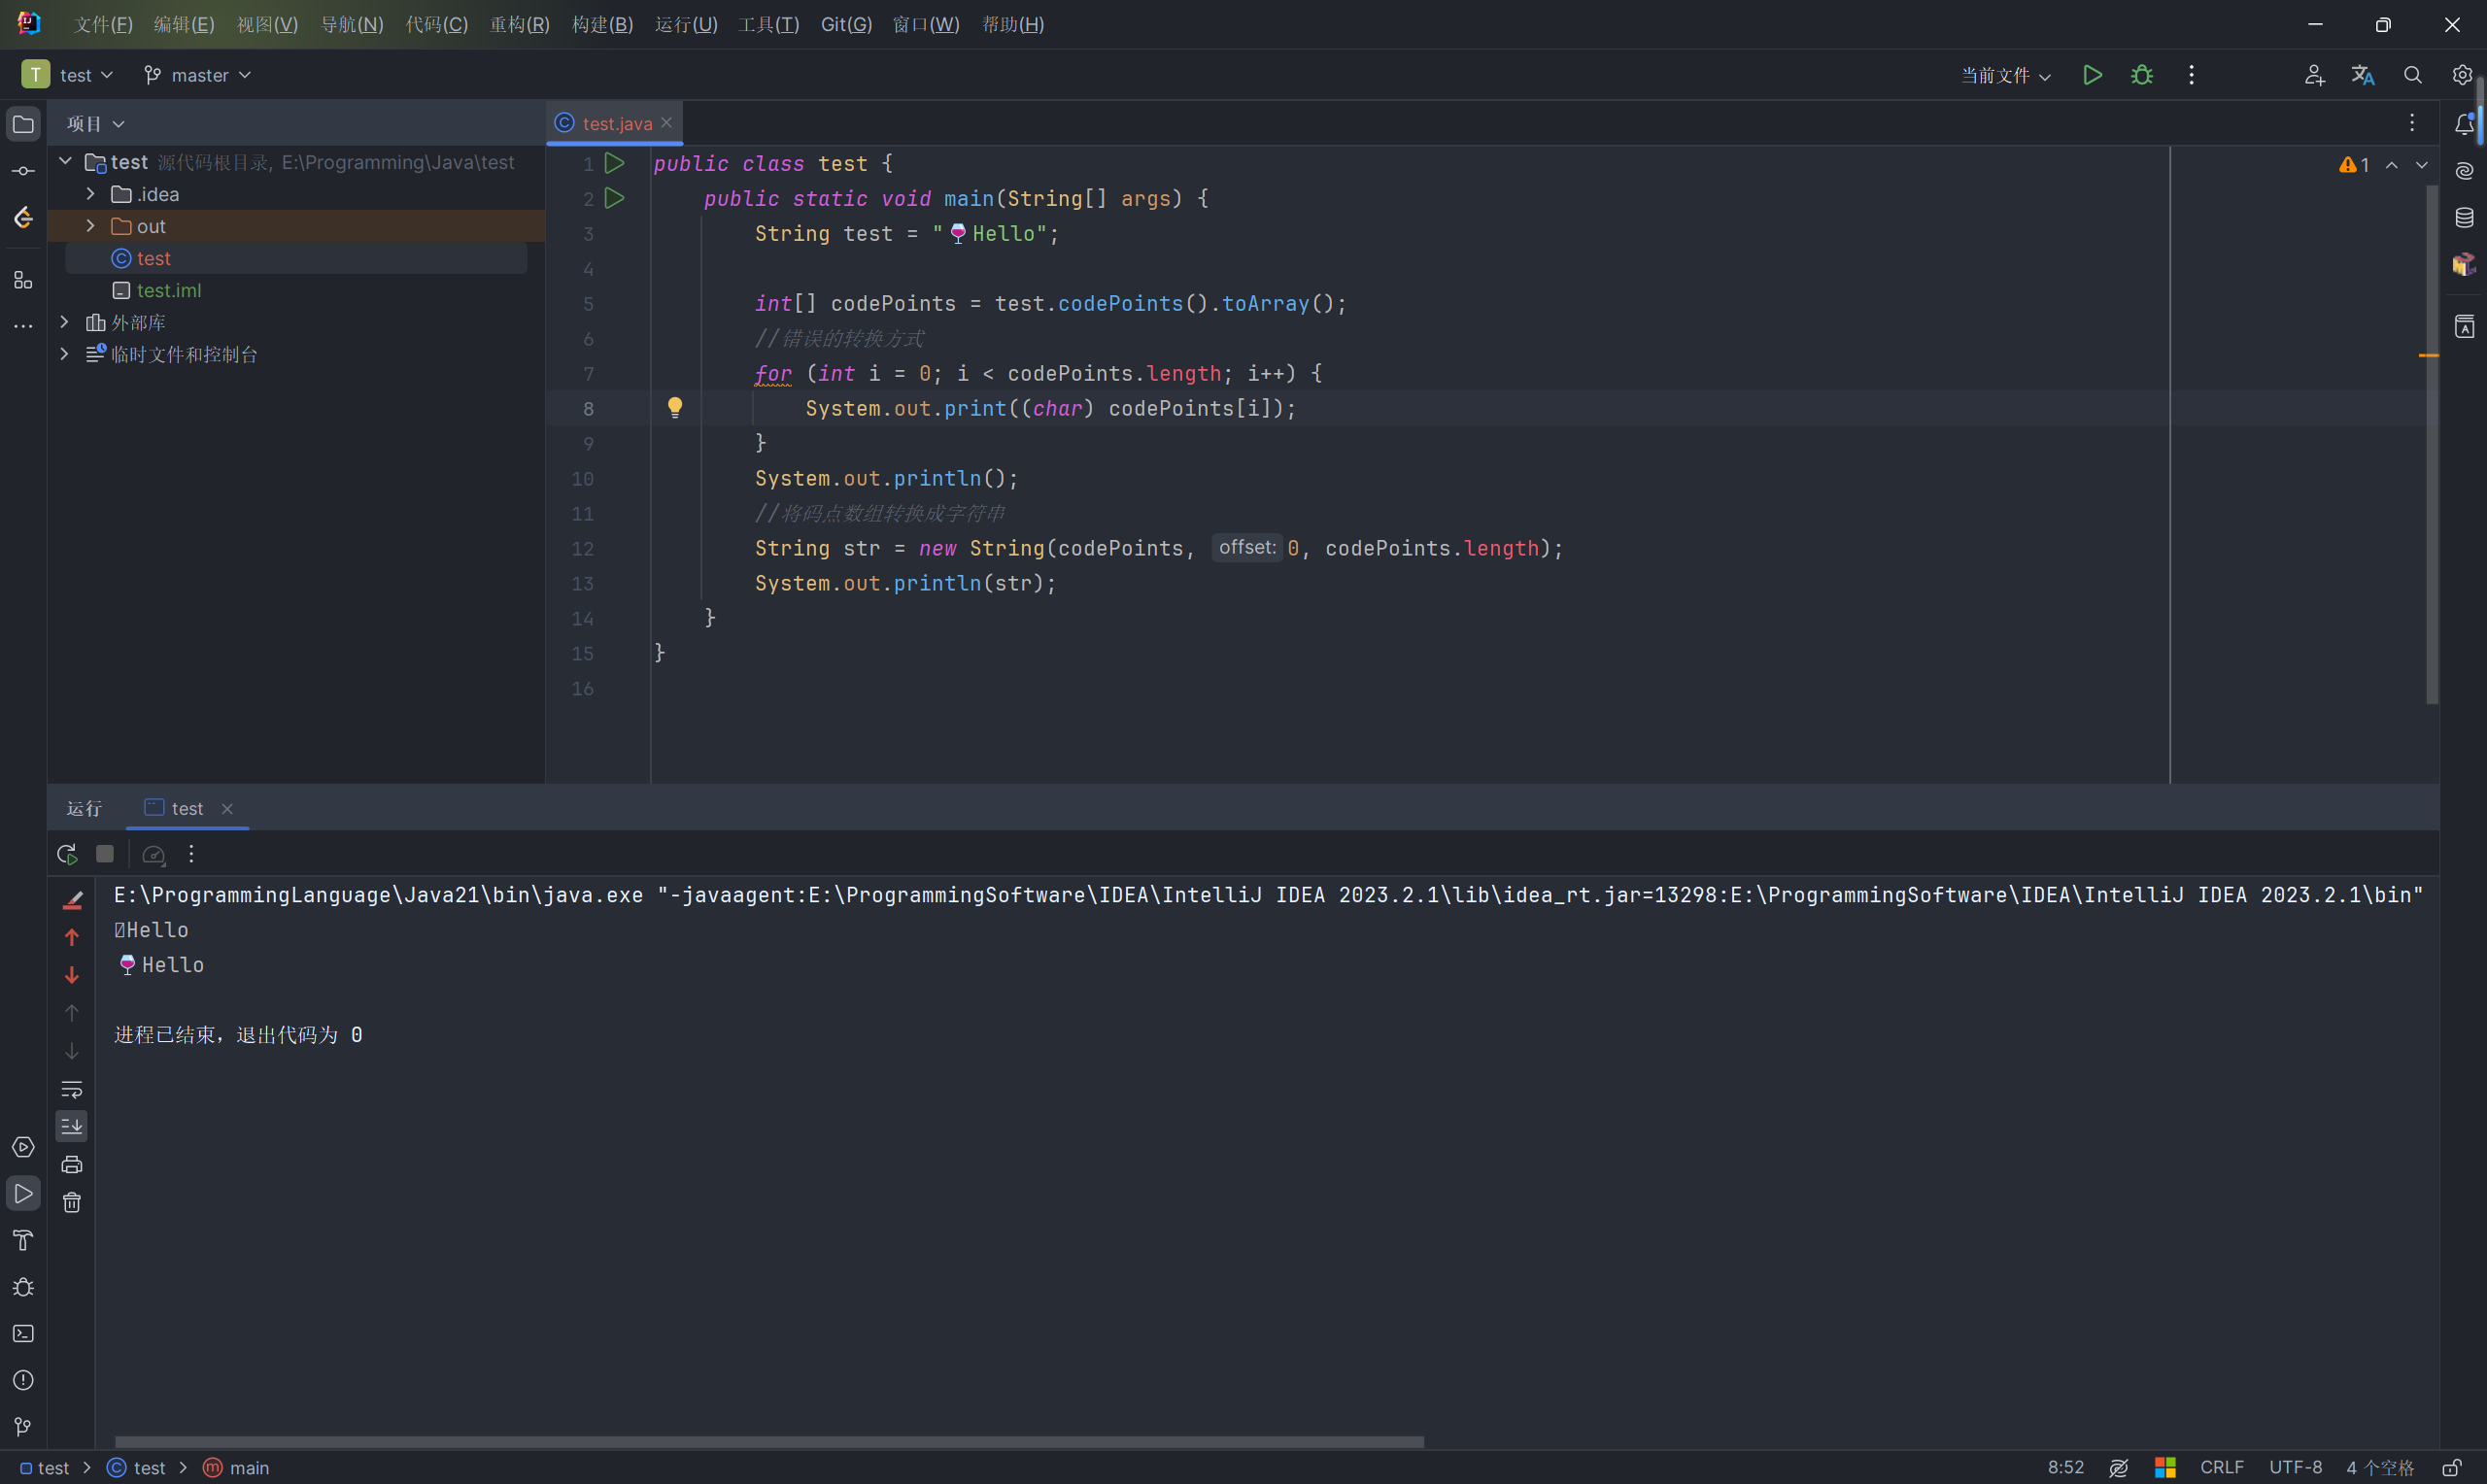 文件(F) 编辑(E) 视图(V) 导航(N) 代码(C) 重构(R) 构建(B) 运行(U) 工具(T) Git(G) 窗口(W) 帮助(H)
T test master 当前文件
项目
test 源代码根目录, E:\Programming\Java\test
.idea
out
test
test.iml
外部库
临时文件和控制台
test.java
1 public class test {
2     public static void main(String[] args) {
3         String test = "🍷Hello";
4
5         int[] codePoints = test.codePoints().toArray();
6         //错误的转换方式
7         for (int i = 0; i < codePoints.length; i++) {
8             System.out.print((char) codePoints[i]);
9         }
10         System.out.println();
11         //将码点数组转换成字符串
12         String str = new String(codePoints, offset: 0, codePoints.length);
13         System.out.println(str);
14     }
15 }
16
1
运行 test
E:\ProgrammingLanguage\Java21\bin\java.exe "-javaagent:E:\ProgrammingSoftware\IDEA\IntelliJ IDEA 2023.2.1\lib\idea_rt.jar=13298:E:\ProgrammingSoftware\IDEA\IntelliJ IDEA 2023.2.1\bin"
Hello
🍷Hello
进程已结束，退出代码为 0
test > test > main 8:52 CRLF UTF-8 4 个空格